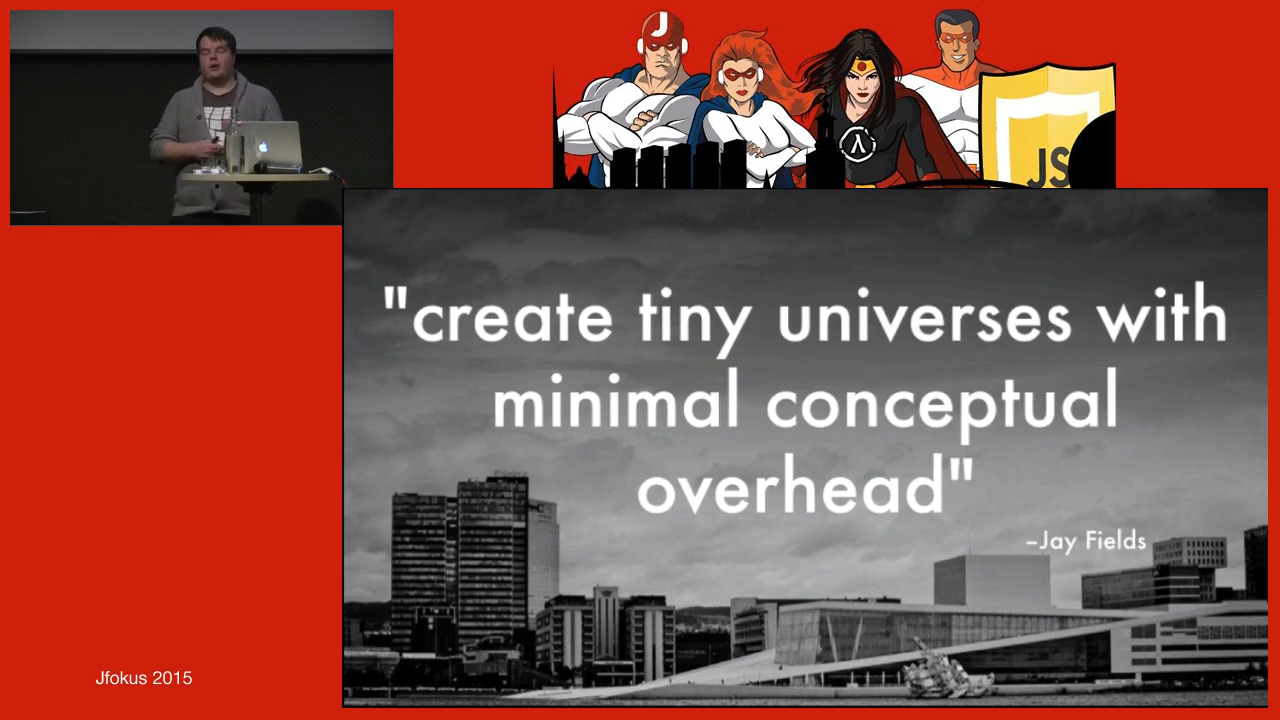 J
λ
JS
"create tiny universes with
minimal conceptual
overhead"
–Jay Fields
Jfokus 2015